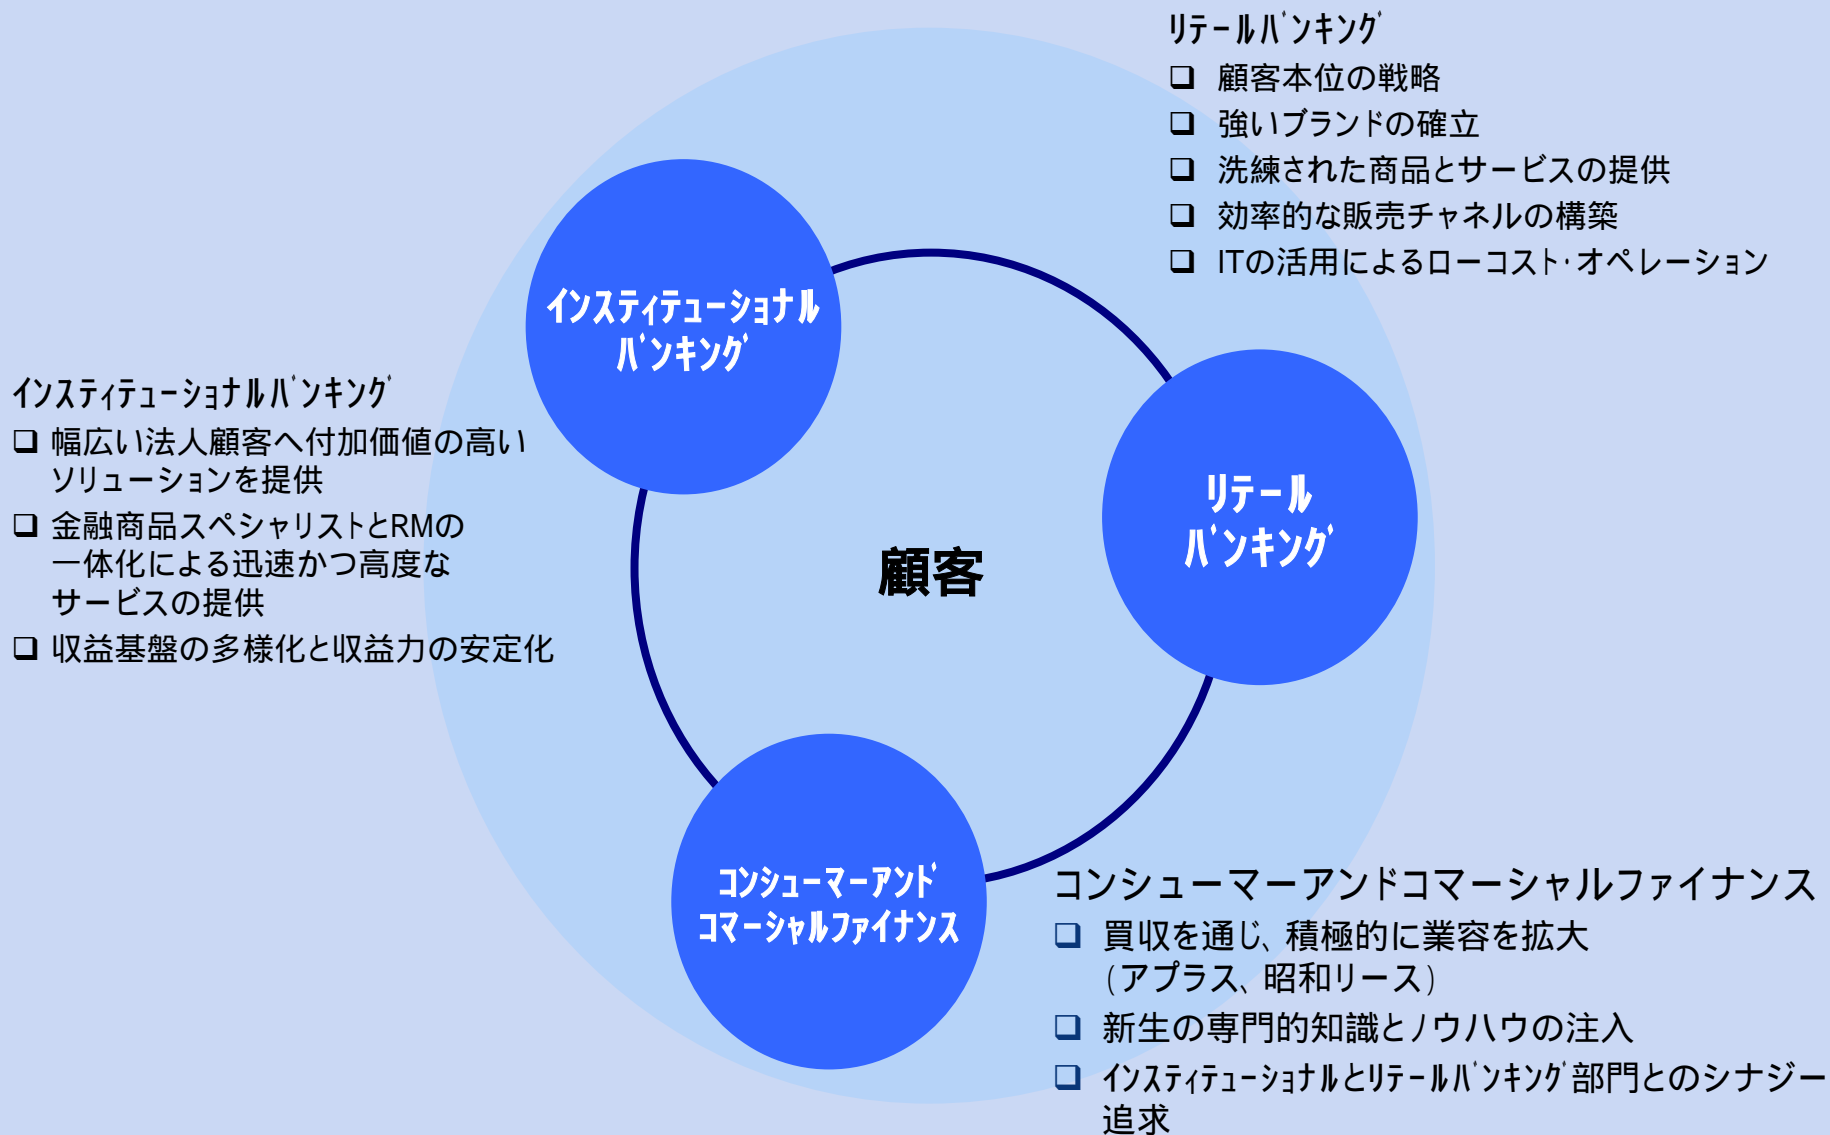 リテールバンキング
❑ 顧客本位の戦略
❑ 強いブランドの確立
❑ 洗練された商品とサービスの提供
❑ 効率的な販売チャネルの構築
❑ ITの活用によるローコスト・オペレーション
インスティテューショナル
バンキング
インスティテューショナルバンキング
❑ 幅広い法人顧客へ付加価値の高い
ソリューションを提供
❑ 金融商品スペシャリストとRMの
一体化による迅速かつ高度な
サービスの提供
❑ 収益基盤の多様化と収益力の安定化
リテール
バンキング
顧客
コンシューマーアンド
コマーシャルファイナンス
コンシューマーアンドコマーシャルファイナンス
❑ 買収を通じ、積極的に業容を拡大
(アプラス、昭和リース)
❑ 新生の専門的知識とノウハウの注入
❑ インスティテューショナルとリテールバンキング部門とのシナジー
追求